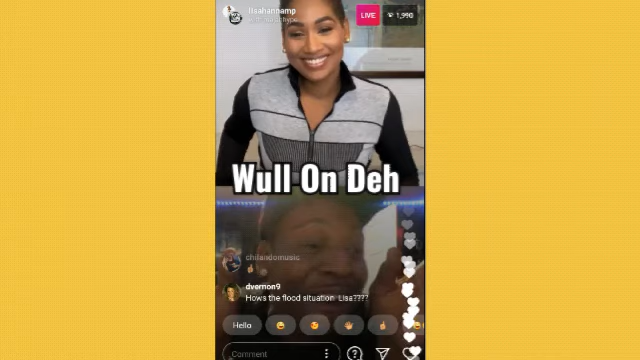 lisahannamp
LIVE
1,990
Wull On Deh
chilandomusic
dvernon9
Hows the flood situation Lisa????
Hello
Comment